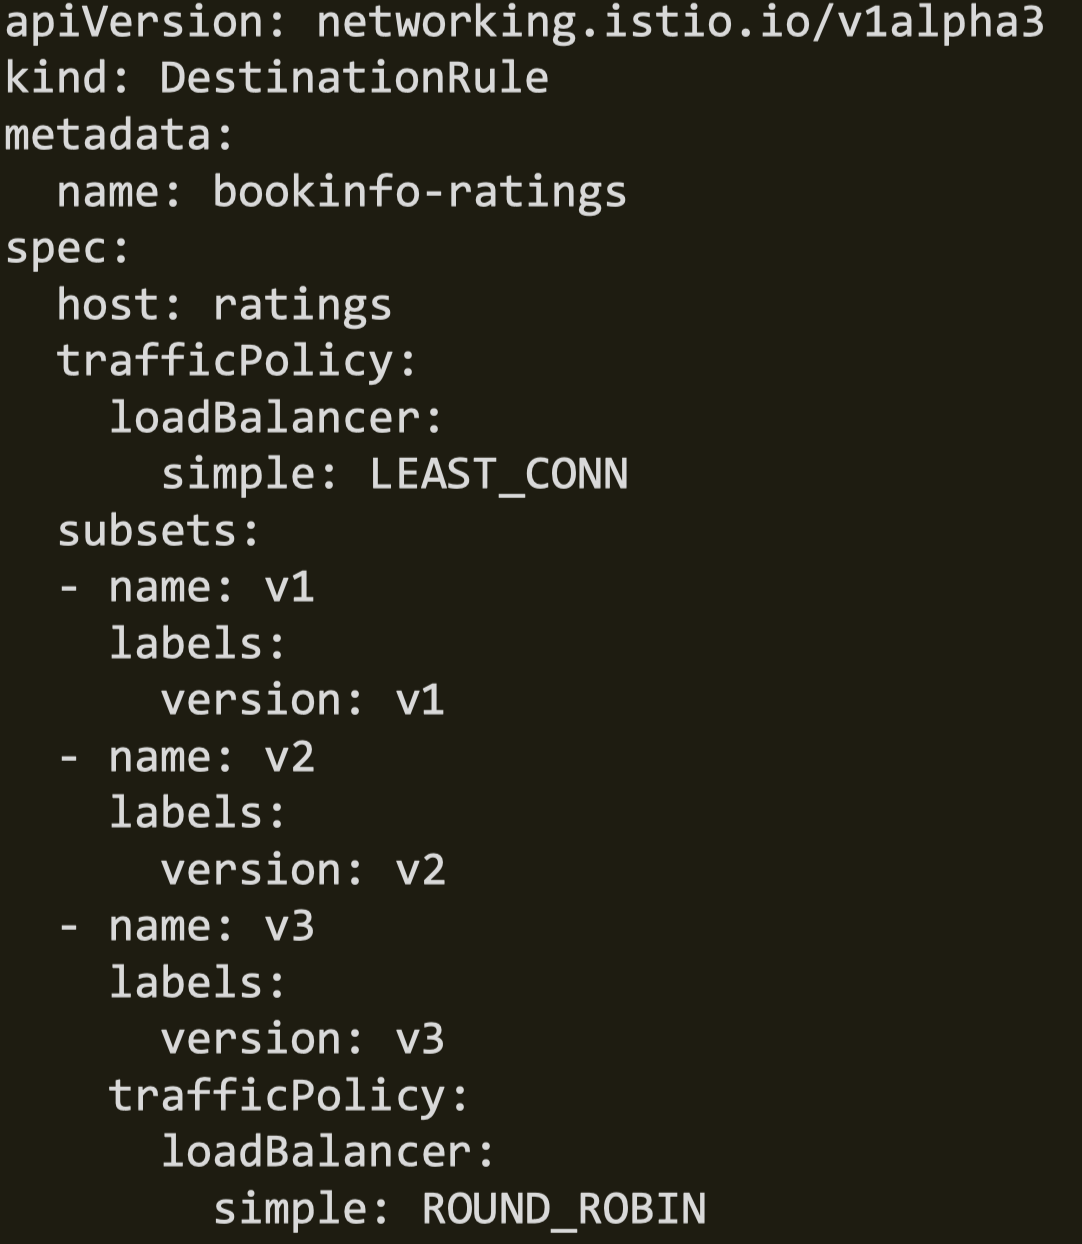 apiVersion: networking.istio.io/v1alpha3
kind: DestinationRule
metadata:
  name: bookinfo-ratings
spec:
  host: ratings
  trafficPolicy:
    loadBalancer:
      simple: LEAST_CONN
  subsets:
  - name: v1
    labels:
      version: v1
  - name: v2
    labels:
      version: v2
  - name: v3
    labels:
      version: v3
    trafficPolicy:
      loadBalancer:
        simple: ROUND_ROBIN